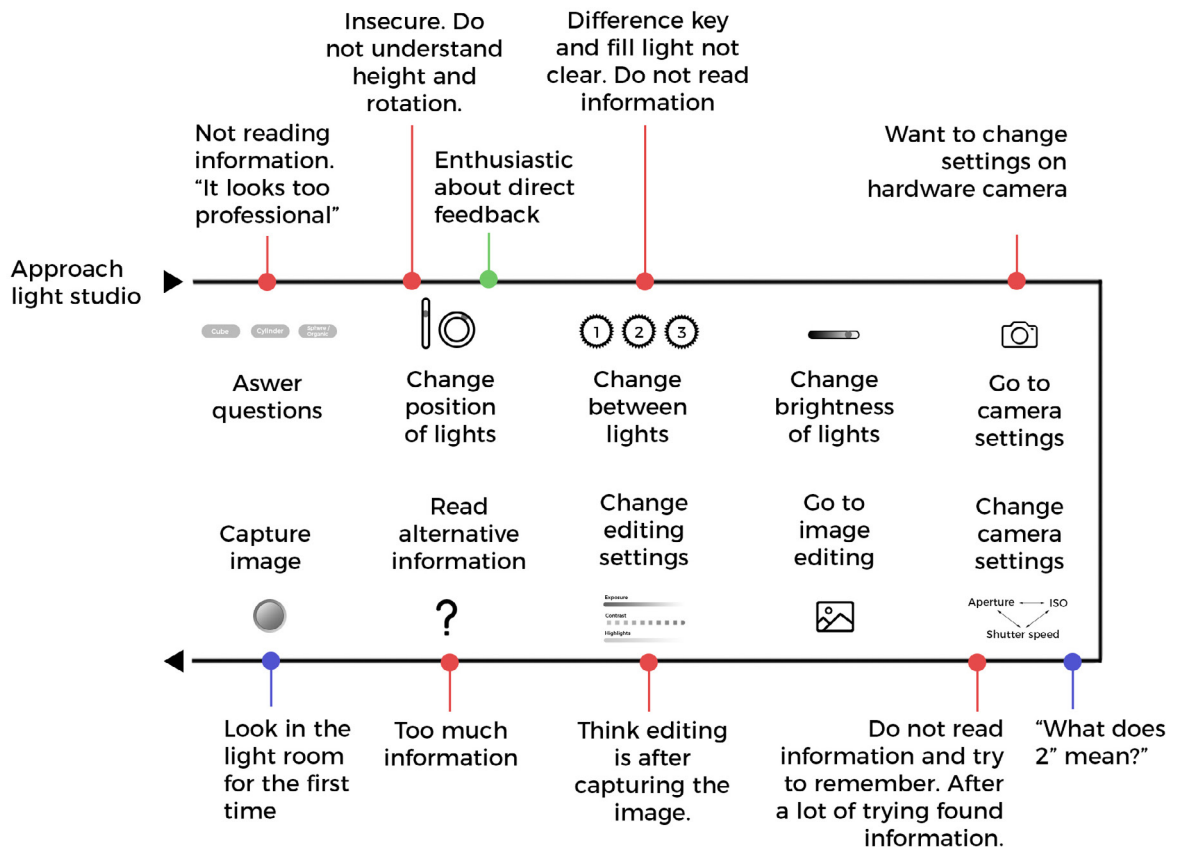 Insecure. Do
not understand
height and
rotation.
Difference key
and fill light not
clear. Do not read
information
Not reading
information.
“It looks too
professional”
Enthusiastic
about direct
feedback
Want to change
settings on
hardware camera
Approach
light studio
Cube
Cylinder
Sphere /
Organic
1
2
3
Aswer
questions
Change
position
of lights
Change
between
lights
Change
brightness
of lights
Go to
camera
settings
Capture
image
Read
alternative
information
Change
editing
settings
Go to
image
editing
Change
camera
settings
?
Exposure
Contrast
Highlights
Aperture
ISO
Shutter speed
Look in the
light room
for the first
time
Too much
information
Think editing
is after
capturing the
image.
Do not read
information and try
to remember. After
a lot of trying found
information.
“What does
2” mean?”